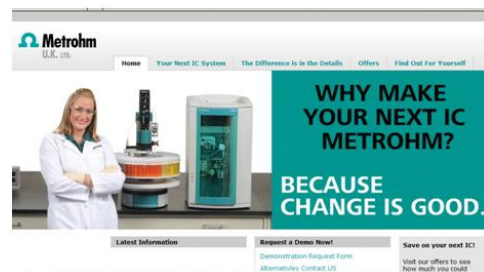 Metrohm
U.K. LTD.
Home Your Next IC System The Difference is in the Details Offers Find Out For Yourself
WHY MAKE
YOUR NEXT IC
METROHM?
BECAUSE
CHANGE IS GOOD.
Latest Information
Request a Demo Now!
Demonstration Request Form
Alternativley Contact US
Save on your next IC!
Visit our offers to see
how much you could